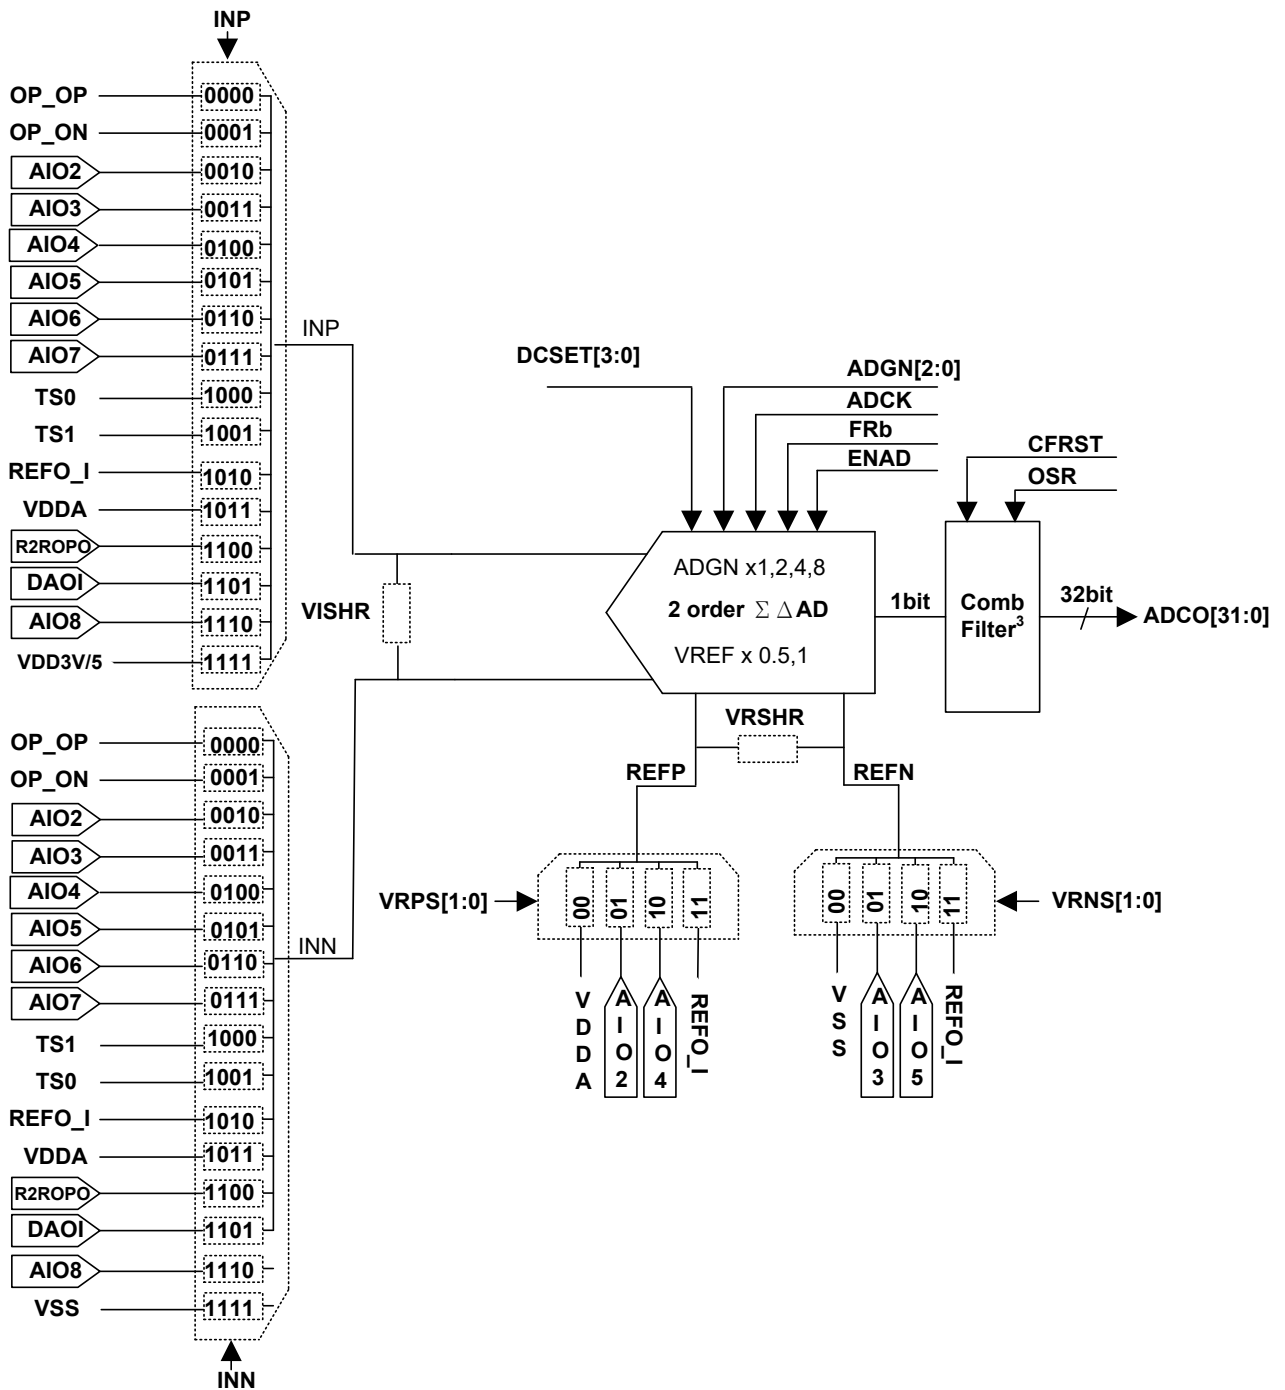 INP
OP_OP 0000
OP_ON 0001
AIO2 0010
AIO3 0011
AIO4 0100
AIO5 0101
AIO6 0110
AIO7 0111
TS0 1000
TS1 1001
REFO_I 1010
VDDA 1011
R2ROPO 1100
DAOI 1101
AIO8 1110
VDD3V/5 1111
INP
VISHR
DCSET[3:0]
ADGN[2:0]
ADCK
FRb
ENAD
CFRST
OSR
ADGN x1,2,4,8
2 order Σ Δ AD
VREF x 0.5,1
1bit
Comb
Filter³
32bit
ADCO[31:0]
VRSHR
REFP
REFN
OP_OP 0000
OP_ON 0001
AIO2 0010
AIO3 0011
AIO4 0100
AIO5 0101
AIO6 0110
AIO7 0111
TS1 1000
TS0 1001
REFO_I 1010
VDDA 1011
R2ROPO 1100
DAOI 1101
AIO8 1110
VSS 1111
INN
INN
VRPS[1:0]
00 01 10 11
VDDA
AIO2
AIO4
REFO_I
00 01 10 11
VRNS[1:0]
VSS
AIO3
AIO5
REFO_I